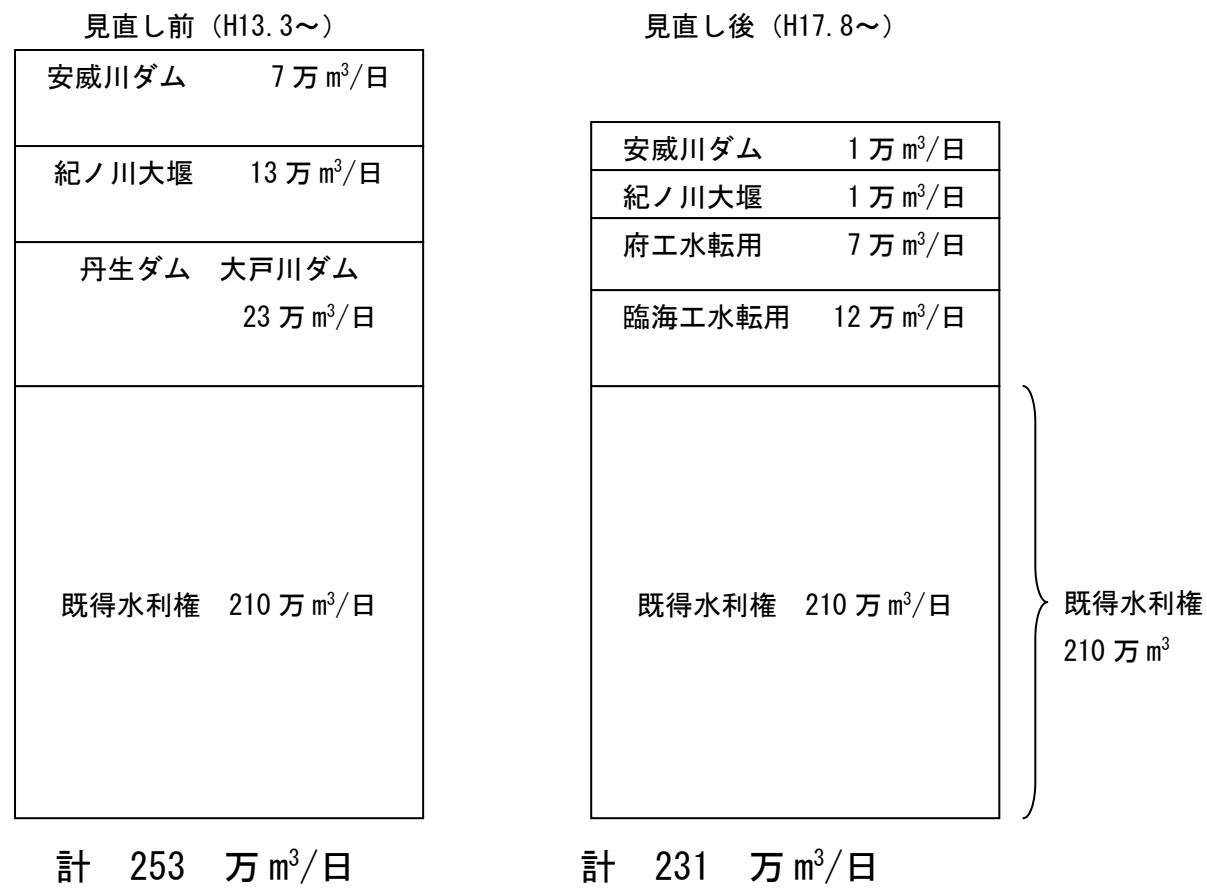 見直し前（H13.3～）
安威川ダム 7万m³/日
紀ノ川大堰 13万m³/日
丹生ダム 大戸川ダム
23万m³/日
既得水利権 210万m³/日
計 253 万m³/日
見直し後（H17.8～）
安威川ダム 1万m³/日
紀ノ川大堰 1万m³/日
府工水転用 7万m³/日
臨海工水転用 12万m³/日
既得水利権 210万m³/日
計 231 万m³/日
既得水利権
210万m³